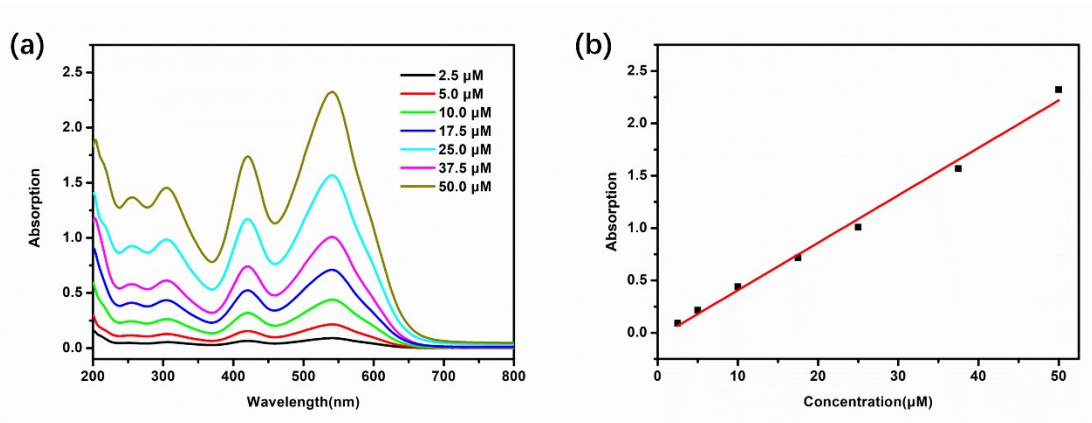 (a)
Absorption
2.5
2.0
1.5
1.0
0.5
0.0
2.5 μM
5.0 μM
10.0 μM
17.5 μM
25.0 μM
37.5 μM
50.0 μM
200 300 400 500 600 700 800
Wavelength(nm)
(b)
Absorption
2.5
2.0
1.5
1.0
0.5
0.0
0 10 20 30 40 50
Concentration(μM)